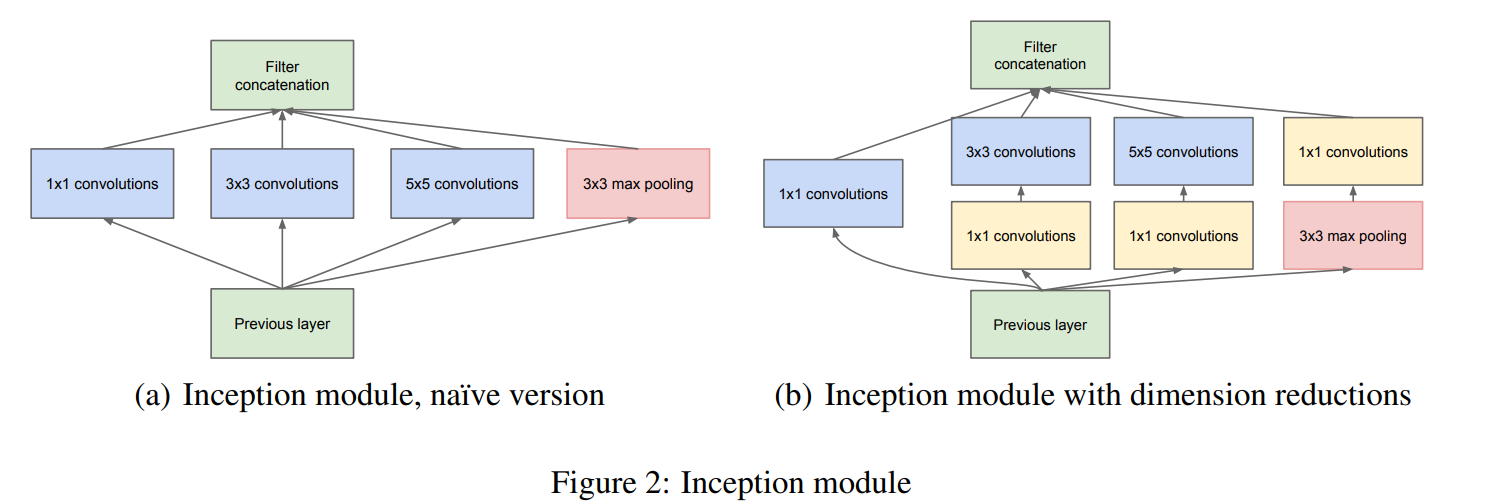 Filter
concatenation
1x1 convolutions
3x3 convolutions
5x5 convolutions
3x3 max pooling
Previous layer
(a) Inception module, naïve version
Filter
concatenation
1x1 convolutions
3x3 convolutions
5x5 convolutions
1x1 convolutions
1x1 convolutions
1x1 convolutions
3x3 max pooling
Previous layer
(b) Inception module with dimension reductions
Figure 2: Inception module